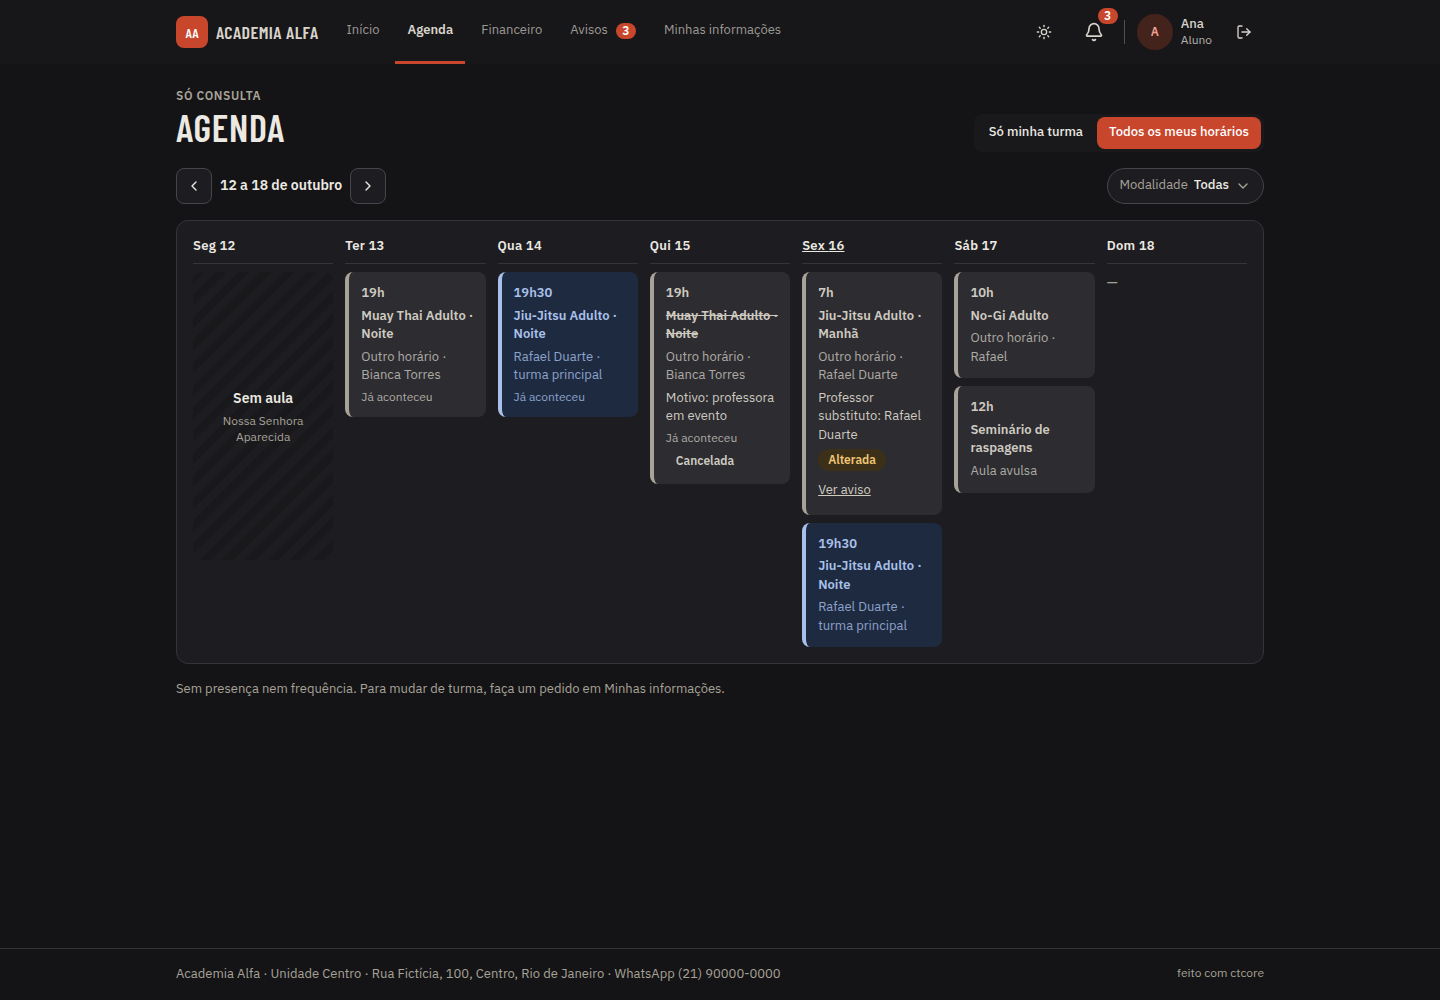 AA ACADEMIA ALFA Início Agenda Financeiro Avisos 3 Minhas informações 3 A Ana
Aluno
SÓ CONSULTA
AGENDA
Só minha turma Todos os meus horários
12 a 18 de outubro
Modalidade Todas
Seg 12
Sem aula
Nossa Senhora
Aparecida
Ter 13
19h
Muay Thai Adulto ·
Noite
Outro horário ·
Bianca Torres
Já aconteceu
Qua 14
19h30
Jiu-Jitsu Adulto ·
Noite
Rafael Duarte ·
turma principal
Já aconteceu
Qui 15
19h
Muay Thai Adulto ·
Noite
Outro horário ·
Bianca Torres
Motivo: professora
em evento
Já aconteceu
Cancelada
Sex 16
7h
Jiu-Jitsu Adulto ·
Manhã
Outro horário ·
Rafael Duarte
Professor
substituto: Rafael
Duarte
Alterada
Ver aviso
19h30
Jiu-Jitsu Adulto ·
Noite
Rafael Duarte ·
turma principal
Sáb 17
10h
No-Gi Adulto
Outro horário ·
Rafael
12h
Seminário de
raspagens
Aula avulsa
Dom 18
—
Sem presença nem frequência. Para mudar de turma, faça um pedido em Minhas informações.
Academia Alfa · Unidade Centro · Rua Fictícia, 100, Centro, Rio de Janeiro · WhatsApp (21) 90000-0000
feito com ctcore